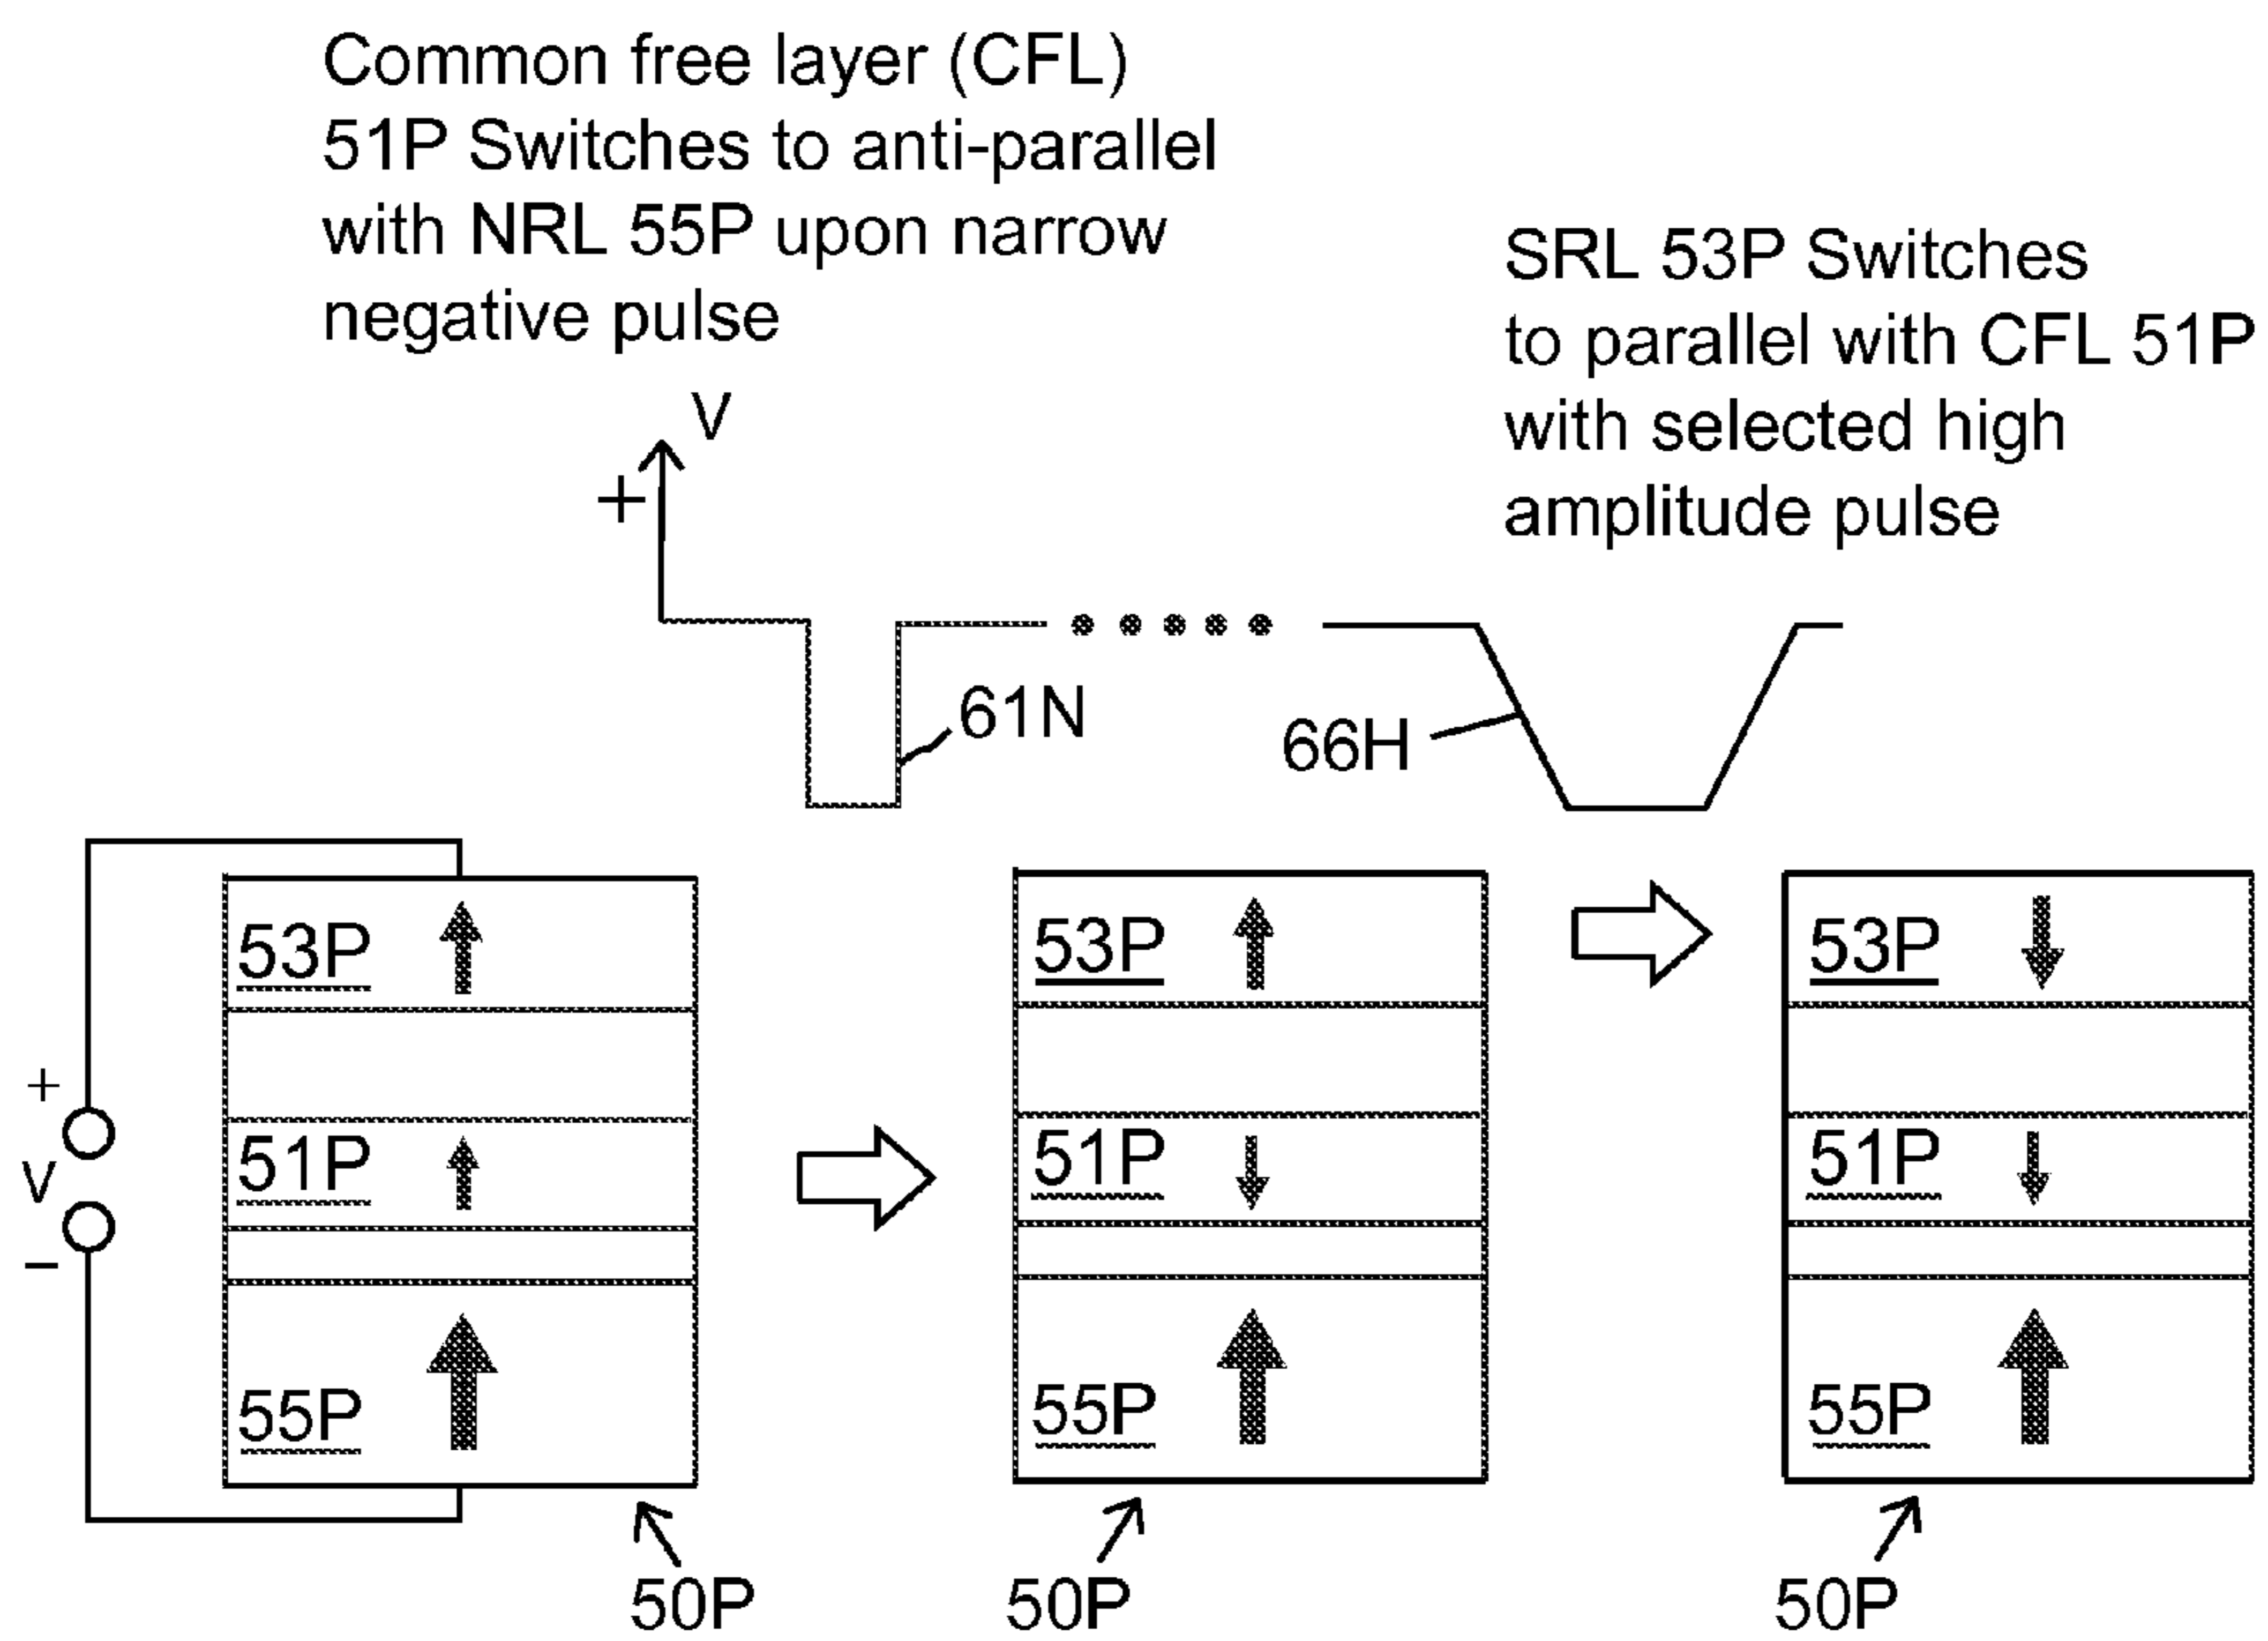 Common free layer (CFL)
51P Switches to anti-parallel
with NRL 55P upon narrow
negative pulse
SRL 53P Switches
to parallel with CFL 51P
with selected high
amplitude pulse
V
+
61N
66H
53P
53P
53P
+
V
−
51P
51P
51P
55P
55P
55P
50P
50P
50P